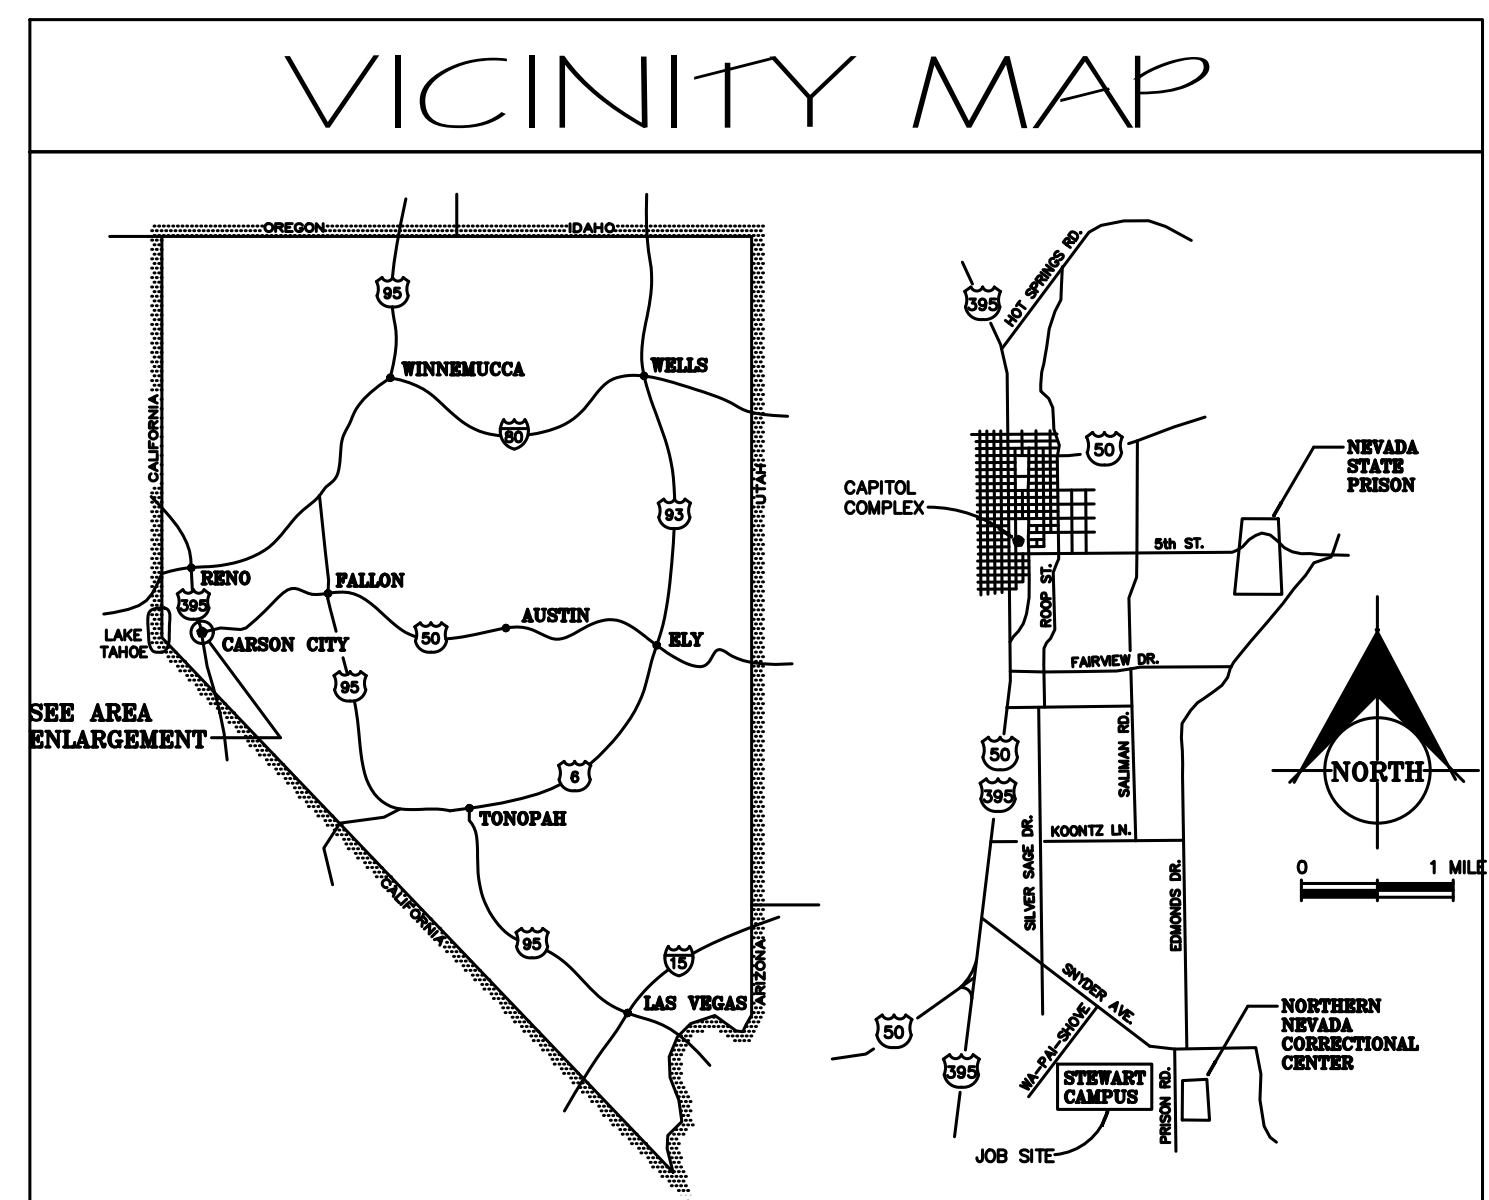 VICINITY MAP
OREGON
IDAHO
95
WINNEMUCCA
WELLS
80
CALIFORNIA
UTAH
93
RENO
395
FALLON
AUSTIN
50
ELY
LAKE
TAHOE
CARSON CITY
95
SEE AREA
ENLARGEMENT
6
TONOPAH
CALIFORNIA
95
15
ARIZONA
LAS VEGAS
HOT SPRINGS RD.
395
50
NEVADA
STATE
PRISON
CAPITOL
COMPLEX
5th ST.
ROOP ST.
FAIRVIEW DR.
50
395
SALIMAN RD.
SILVER SAGE DR.
KOONTZ LN.
EDMONDS DR.
NORTH
0
1 MILE
SNYDER AVE.
WA-PAI-SHOVE
50
395
NORTHERN
NEVADA
CORRECTIONAL
CENTER
STEWART
CAMPUS
PRISON RD.
JOB SITE